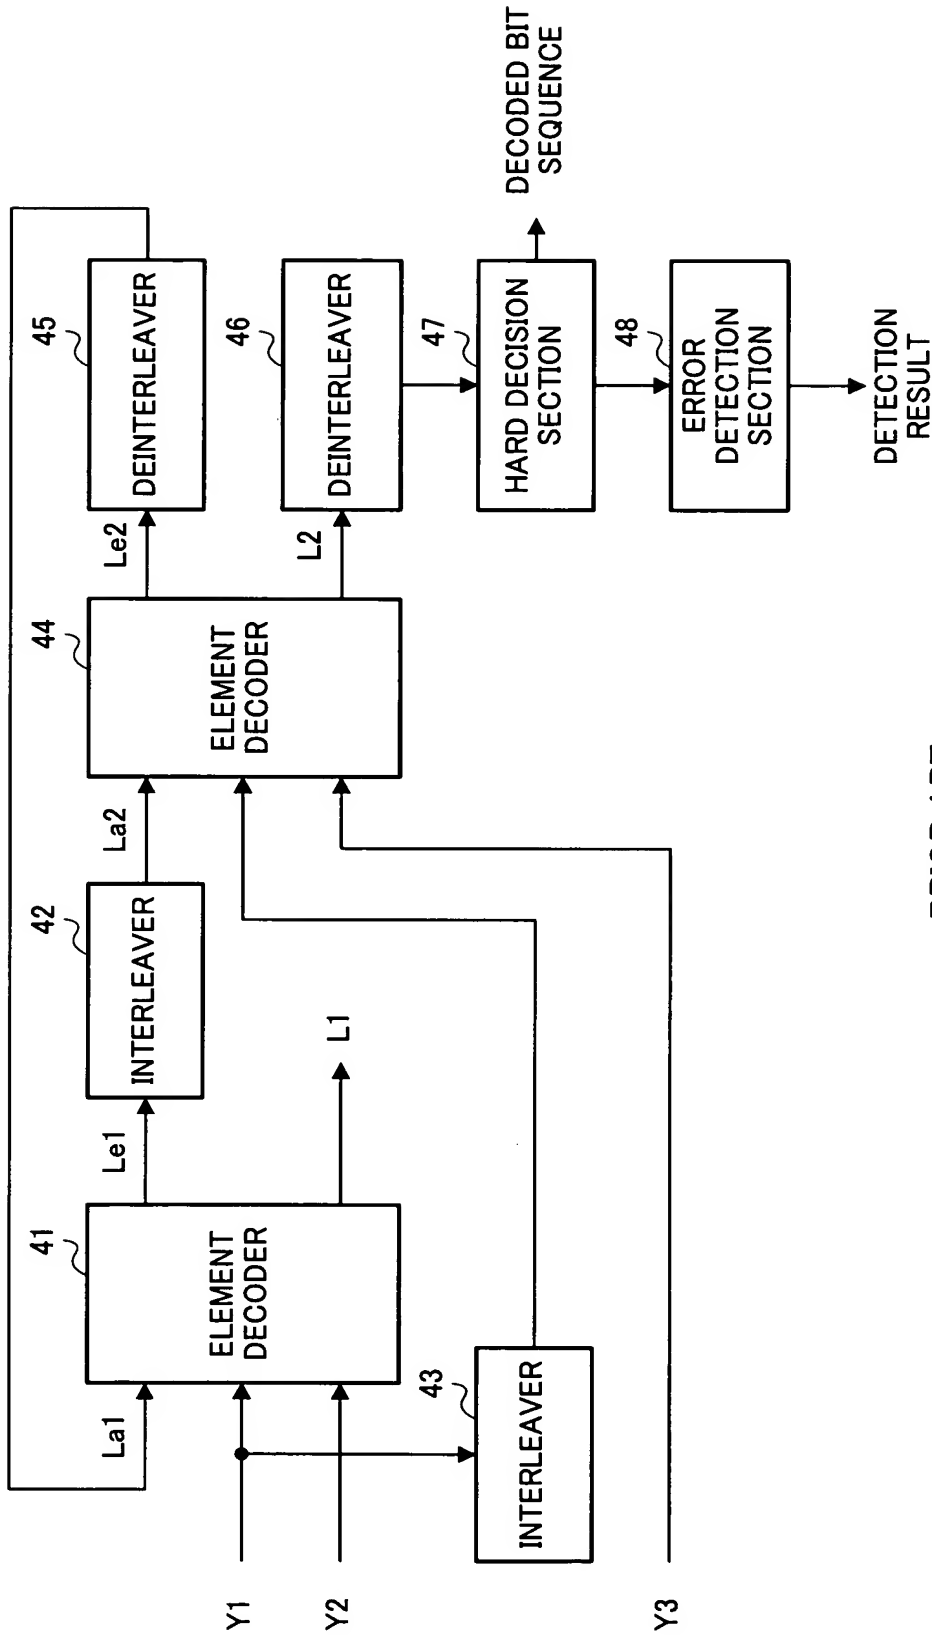 45
DEINTERLEAVER
Le2
46
DEINTERLEAVER
L2
47
HARD DECISION
SECTION
DECODED BIT
SEQUENCE
48
ERROR
DETECTION
SECTION
DETECTION
RESULT
44
ELEMENT
DECODER
La2
42
INTERLEAVER
Le1
L1
41
ELEMENT
DECODER
La1
43
INTERLEAVER
Y1
Y2
Y3